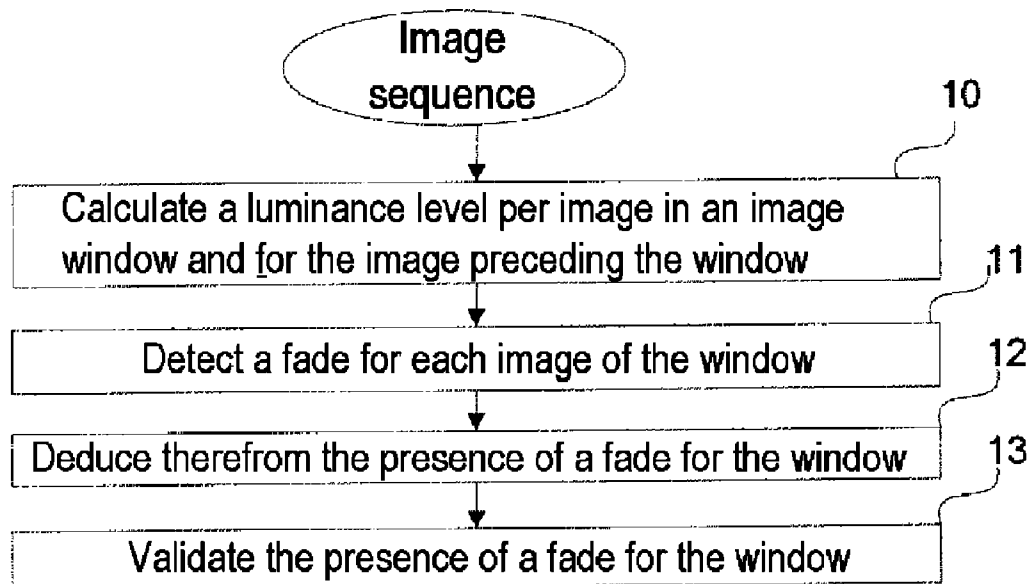 Image
sequence
10
Calculate a luminance level per image in an image
window and for the image preceding the window
11
Detect a fade for each image of the window
12
Deduce therefrom the presence of a fade for the window
13
Validate the presence of a fade for the window